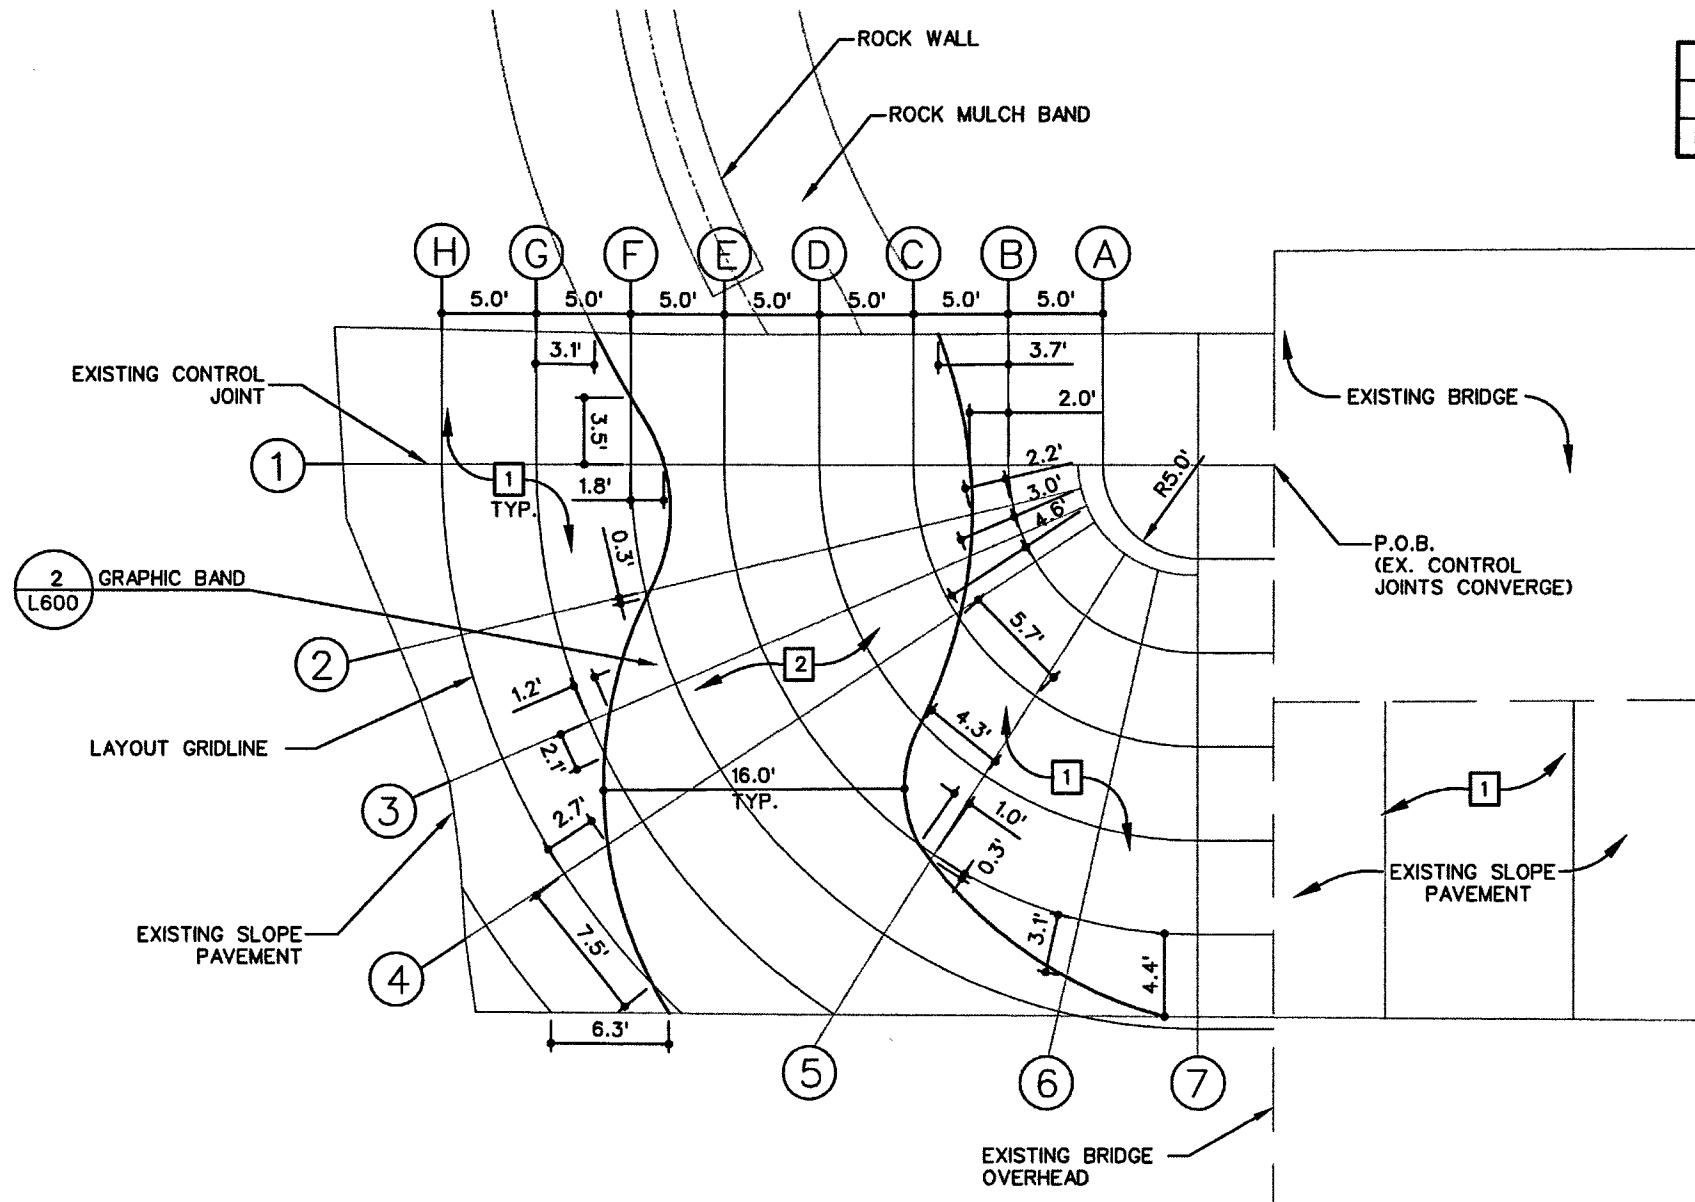 ROCK WALL
ROCK MULCH BAND
H
G
F
E
D
C
B
A
5.0'
5.0'
5.0'
5.0'
5.0'
5.0'
5.0'
3.1'
3.7'
EXISTING CONTROL
JOINT
EXISTING BRIDGE
2.0'
3.5'
1
2.2'
1
TYP.
1.8'
3.0'
R5.0'
4.6'
P.O.B.
(EX. CONTROL
JOINTS CONVERGE)
0.3'
2
L600
GRAPHIC BAND
5.7'
2
2
1.2'
4.3'
LAYOUT GRIDLINE
2.1'
16.0'
TYP.
1
1
3
2.7'
1.0'
0.3'
EXISTING SLOPE
PAVEMENT
EXISTING SLOPE
PAVEMENT
7.5'
3.1'
4.4'
4
6.3'
5
6
7
EXISTING BRIDGE
OVERHEAD